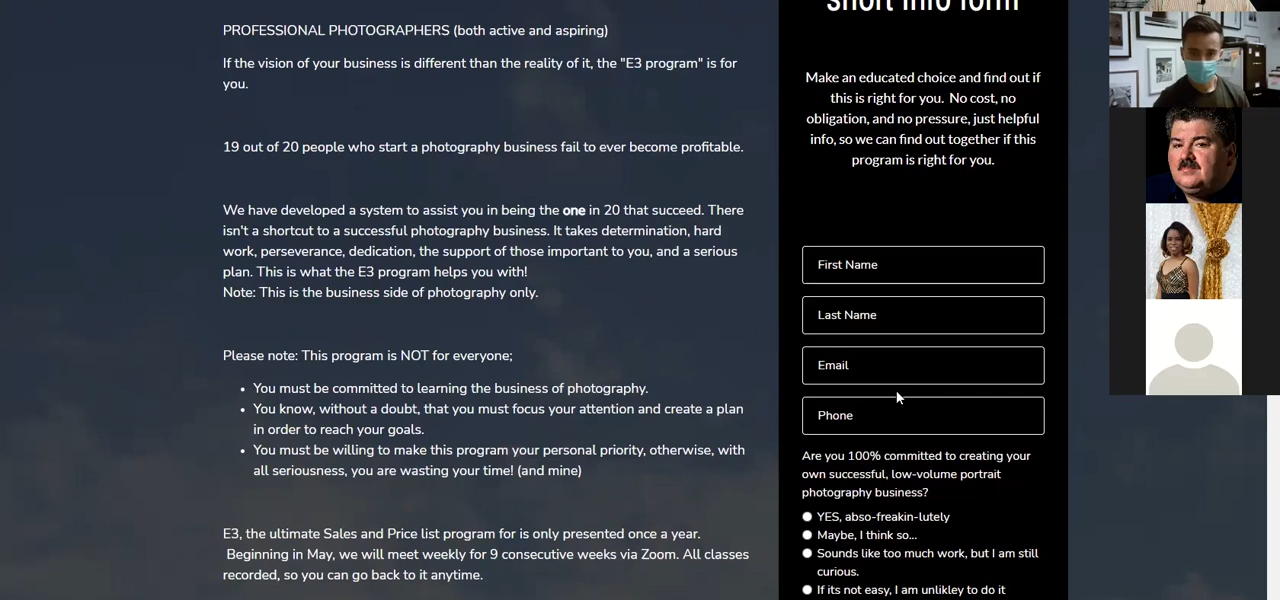 PROFESSIONAL PHOTOGRAPHERS (both active and aspiring)
If the vision of your business is different than the reality of it, the "E3 program" is for
you.
19 out of 20 people who start a photography business fail to ever become profitable.
We have developed a system to assist you in being the one in 20 that succeed. There
isn't a shortcut to a successful photography business. It takes determination, hard
work, perseverance, dedication, the support of those important to you, and a serious
plan. This is what the E3 program helps you with!
Note: This is the business side of photography only.
Please note: This program is NOT for everyone;
• You must be committed to learning the business of photography.
• You know, without a doubt, that you must focus your attention and create a plan
in order to reach your goals.
• You must be willing to make this program your personal priority, otherwise, with
all seriousness, you are wasting your time! (and mine)
E3, the ultimate Sales and Price list program for is only presented once a year.
Beginning in May, we will meet weekly for 9 consecutive weeks via Zoom. All classes
recorded, so you can go back to it anytime.
short info form
Make an educated choice and find out if
this is right for you. No cost, no
obligation, and no pressure, just helpful
info, so we can find out together if this
program is right for you.
First Name
Last Name
Email
Phone
Are you 100% committed to creating your
own successful, low-volume portrait
photography business?
YES, abso-freakin-lutely
Maybe, I think so...
Sounds like too much work, but I am still
curious.
If its not easy, I am unlikley to do it